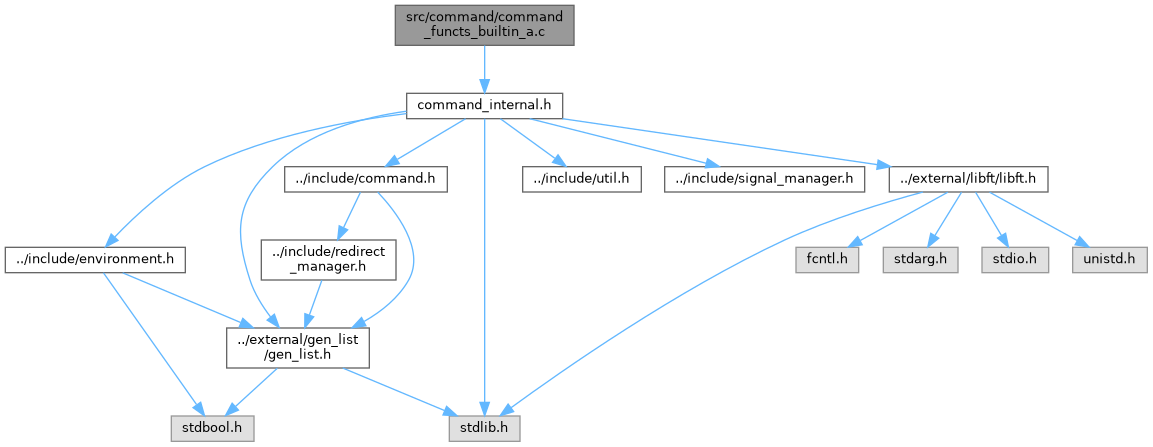 src/command/command
_functs_builtin_a.c
command_internal.h
../include/command.h
../include/util.h
../include/signal_manager.h
../external/libft/libft.h
../include/environment.h
../include/redirect
_manager.h
fcntl.h
stdarg.h
stdio.h
unistd.h
../external/gen_list
/gen_list.h
stdbool.h
stdlib.h